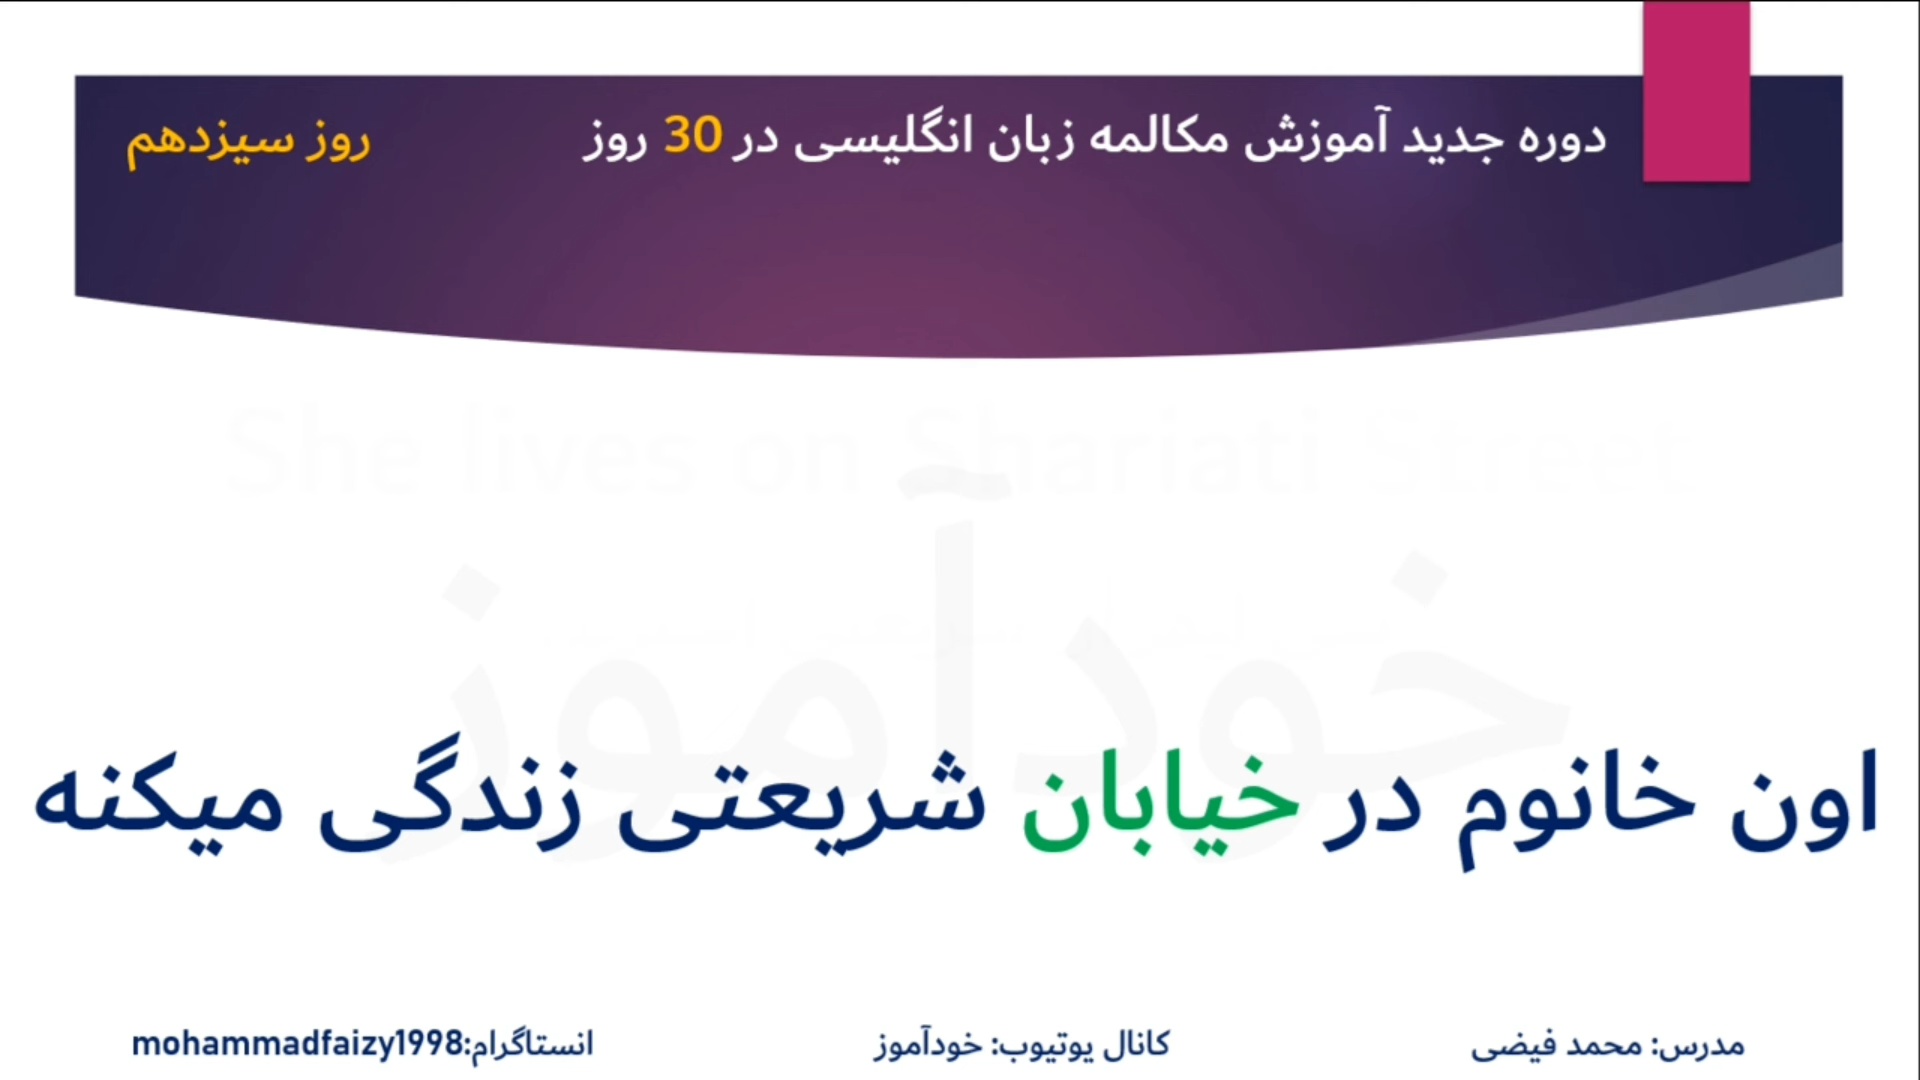 دوره جدید آموزش مکالمه زبان انگلیسی در 30 روز
روز سیزدهم
She lives on Shariati Street
خودآموز
اون خانوم در خیابان شریعتی زندگی میکنه
مدرس: محمد فیضی
کانال یوتیوب: خودآموز
انستاگرام:mohammadfaizy1998